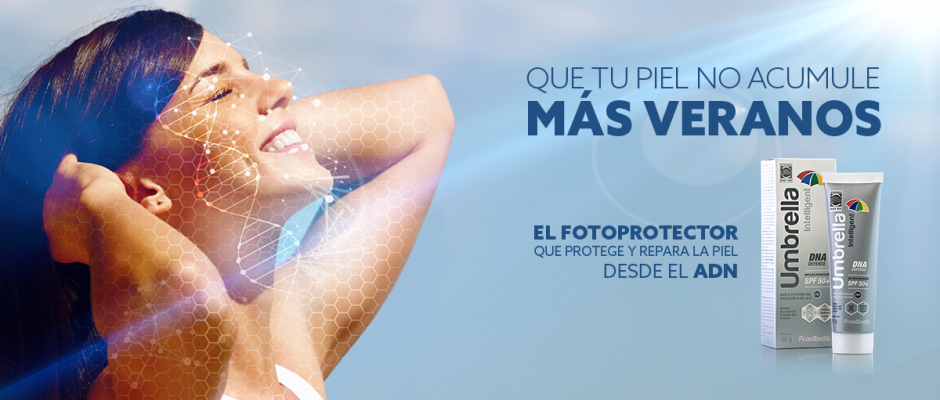 QUE TU PIEL NO ACUMULE
MÁS VERANOS
EL FOTOPROTECTOR
QUE PROTEGE Y REPARA LA PIEL
DESDE EL ADN
Umbrella
intelligent
DNA
DEFENSE
SPF 50+
Umbrella
intelligent
DNA
DEFENSE
SPF 50+